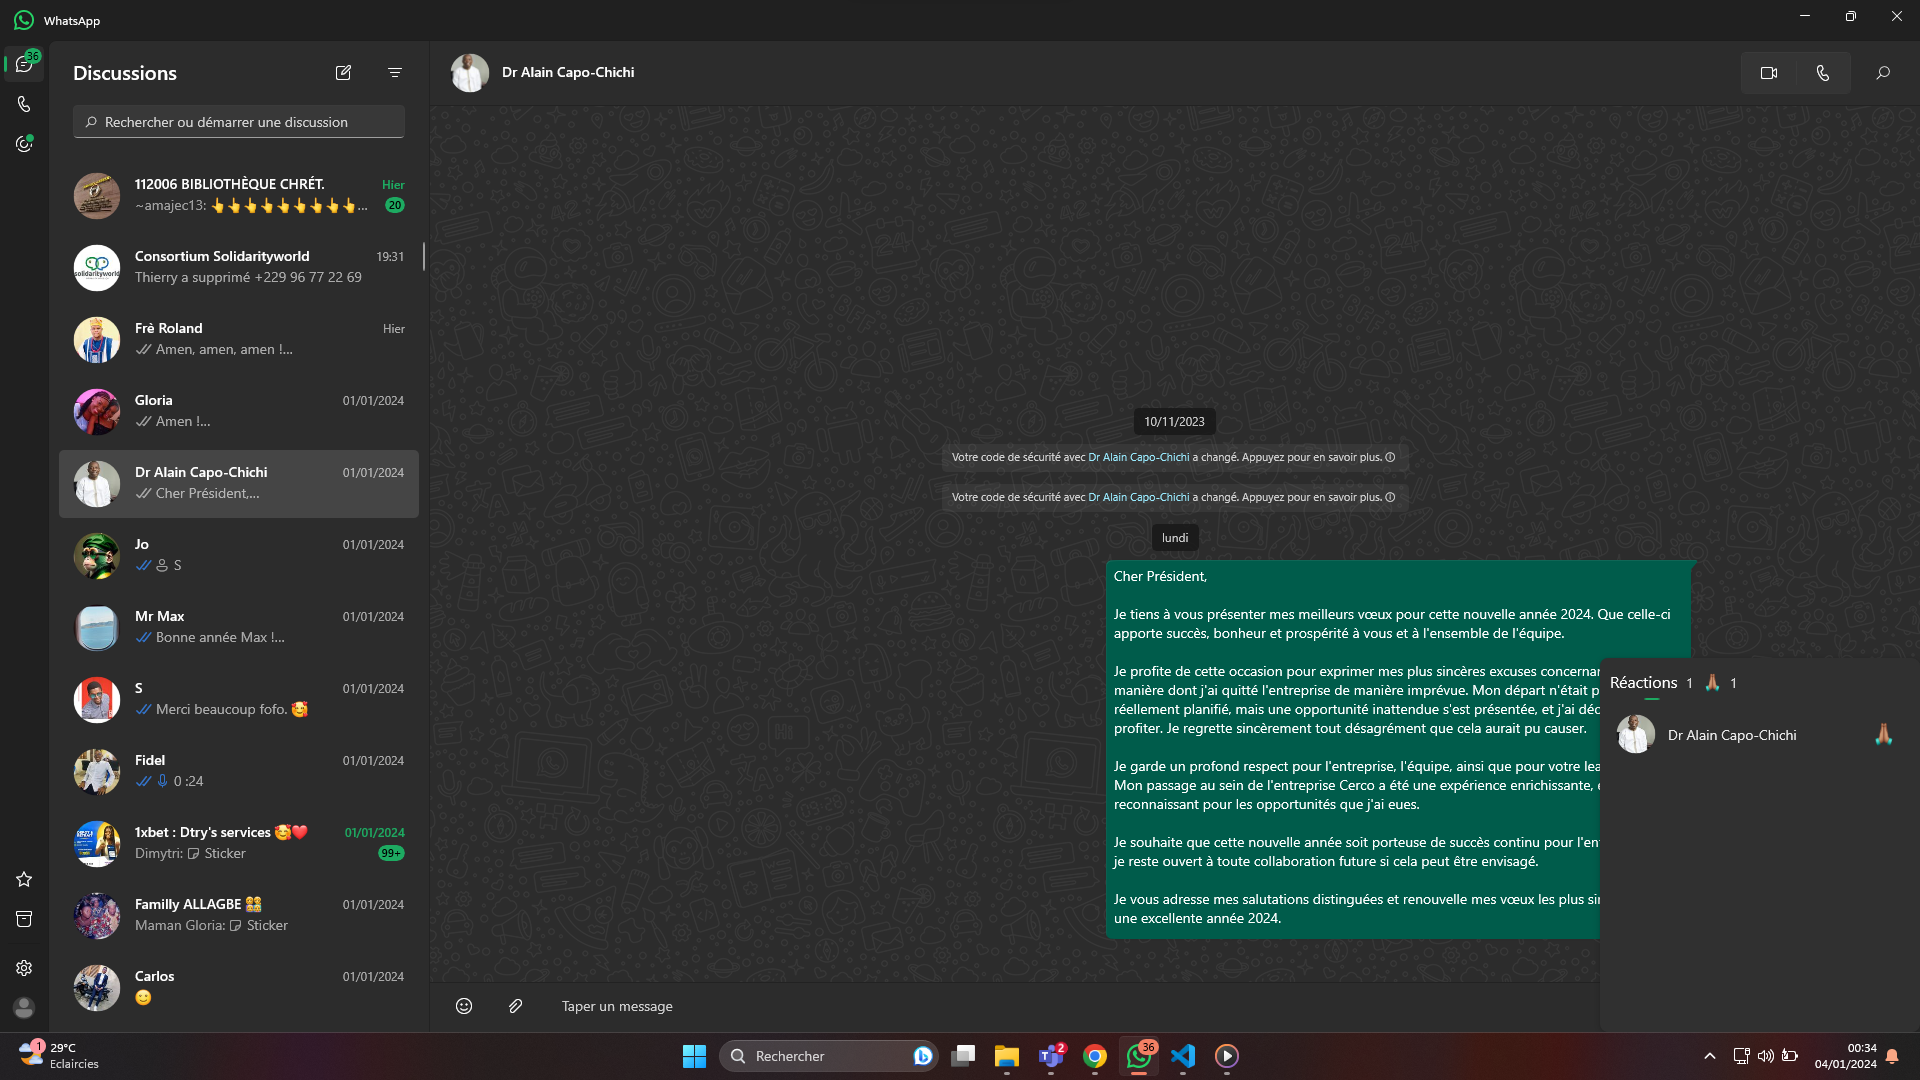 WhatsApp
36
Discussions
Rechercher ou démarrer une discussion
112006 BIBLIOTHÈQUE CHRÉT.
Hier
~amajec13: 👆👆👆👆👆👆👆👆👆...
20
Consortium Solidarityworld
19:31
Thierry a supprimé +229 96 77 22 69
solidarityworld
Frè Roland
Hier
Amen, amen, amen !...
Gloria
01/01/2024
Amen !...
Dr Alain Capo-Chichi
01/01/2024
Cher Président,...
Jo
01/01/2024
S
Mr Max
01/01/2024
Bonne année Max !...
S
01/01/2024
Merci beaucoup fofo. 🥰
Fidel
01/01/2024
0 :24
1xbet : Dtry's services 🥰❤️
01/01/2024
Dimytri: Sticker
99+
Familly ALLAGBE 👨‍👩‍👧‍👦
01/01/2024
Maman Gloria: Sticker
Carlos
01/01/2024
🙂
Dr Alain Capo-Chichi
10/11/2023
Votre code de sécurité avec Dr Alain Capo-Chichi a changé. Appuyez pour en savoir plus.
Votre code de sécurité avec Dr Alain Capo-Chichi a changé. Appuyez pour en savoir plus.
lundi
Cher Président,
Je tiens à vous présenter mes meilleurs vœux pour cette nouvelle année 2024. Que celle-ci
apporte succès, bonheur et prospérité à vous et à l'ensemble de l'équipe.
Je profite de cette occasion pour exprimer mes plus sincères excuses concernan
manière dont j'ai quitté l'entreprise de manière imprévue. Mon départ n'était p
réellement planifié, mais une opportunité inattendue s'est présentée, et j'ai déc
profiter. Je regrette sincèrement tout désagrément que cela aurait pu causer.
Je garde un profond respect pour l'entreprise, l'équipe, ainsi que pour votre lea
Mon passage au sein de l'entreprise Cerco a été une expérience enrichissante, e
reconnaissant pour les opportunités que j'ai eues.
Je souhaite que cette nouvelle année soit porteuse de succès continu pour l'en
je reste ouvert à toute collaboration future si cela peut être envisagé.
Je vous adresse mes salutations distinguées et renouvelle mes vœux les plus sin
une excellente année 2024.
Réactions 1 🙏🏾 1
Dr Alain Capo-Chichi 🙏🏾
Taper un message
1
29°C
Eclaircies
Rechercher
2
36
00:34
04/01/2024